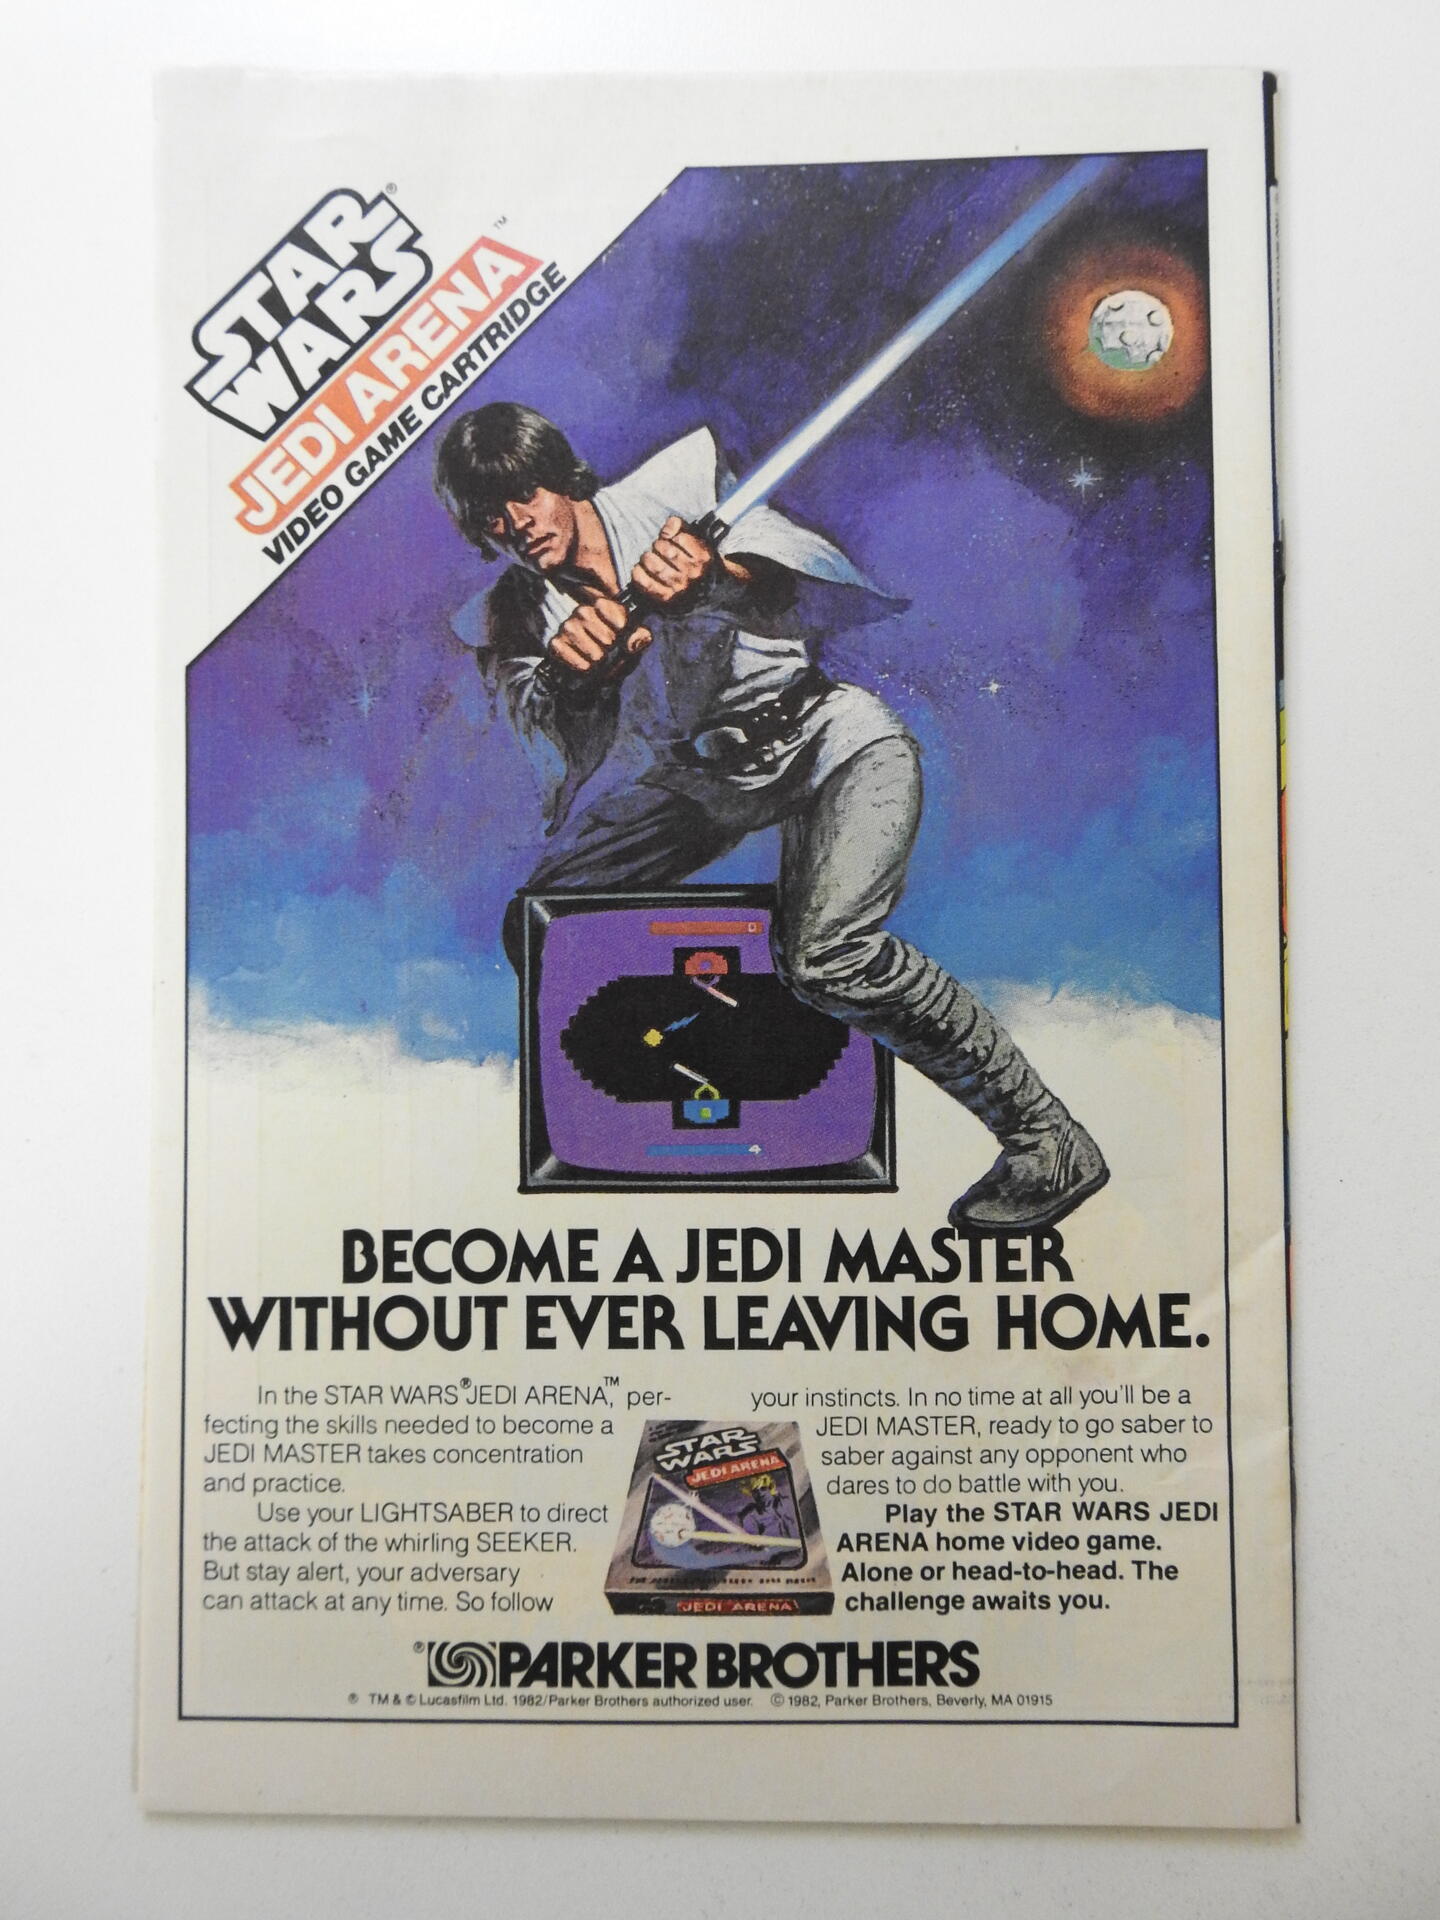 STAR
WARS®
JEDI ARENA™
VIDEO GAME CARTRIDGE
0
4
BECOME A JEDI MASTER
WITHOUT EVER LEAVING HOME.
In the STAR WARS® JEDI ARENA,™ per-
fecting the skills needed to become a
JEDI MASTER takes concentration
and practice.
Use your LIGHTSABER to direct
the attack of the whirling SEEKER.
But stay alert, your adversary
can attack at any time. So follow
your instincts. In no time at all you'll be a
JEDI MASTER, ready to go saber to
saber against any opponent who
dares to do battle with you.
Play the STAR WARS JEDI
ARENA home video game.
Alone or head-to-head. The
challenge awaits you.
STAR
WARS
JEDI ARENA
JEDI ARENA
® PARKER BROTHERS
® TM & © Lucasfilm Ltd. 1982/Parker Brothers authorized user. © 1982, Parker Brothers, Beverly, MA 01915